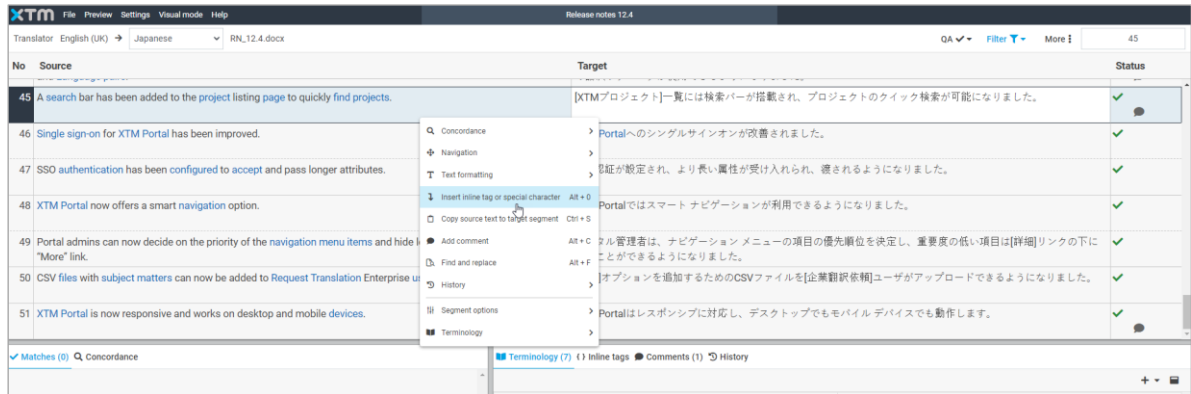 XTM File Preview Settings Visual mode Help Release notes 12.4
Translator English (UK) → Japanese RN_12.4.docx QA Filter More 45
No Source Target Status
45 A search bar has been added to the project listing page to quickly find projects. [XTMプロジェクト]一覧には検索バーが搭載され、プロジェクトのクイック検索が可能になりました。
46 Single sign-on for XTM Portal has been improved. Portalへのシングルサインオンが改善されました。
47 SSO authentication has been configured to accept and pass longer attributes. 認証が設定され、より長い属性が受け入れられ、渡されるようになりました。
48 XTM Portal now offers a smart navigation option. Portalではスマート ナビゲーションが利用できるようになりました。
49 Portal admins can now decide on the priority of the navigation menu items and hide タル管理者は、ナビゲーション メニューの項目の優先順位を決定し、重要度の低い項目は[詳細]リンクの下に
"More" link. ことができるようになりました。
50 CSV files with subject matters can now be added to Request Translation Enterprise ]オプションを追加するためのCSVファイルを[企業翻訳依頼]ユーザがアップロードできるようになりました。
51 XTM Portal is now responsive and works on desktop and mobile devices. Portalはレスポンシブに対応し、デスクトップでもモバイル デバイスでも動作します。
Concordance
Navigation
Text formatting
Insert inline tag or special character Alt + 0
Copy source text to target segment Ctrl + S
Add comment Alt + C
Find and replace Alt + F
History
Segment options
Terminology
Matches (0) Concordance
Terminology (7) Inline tags Comments (1) History